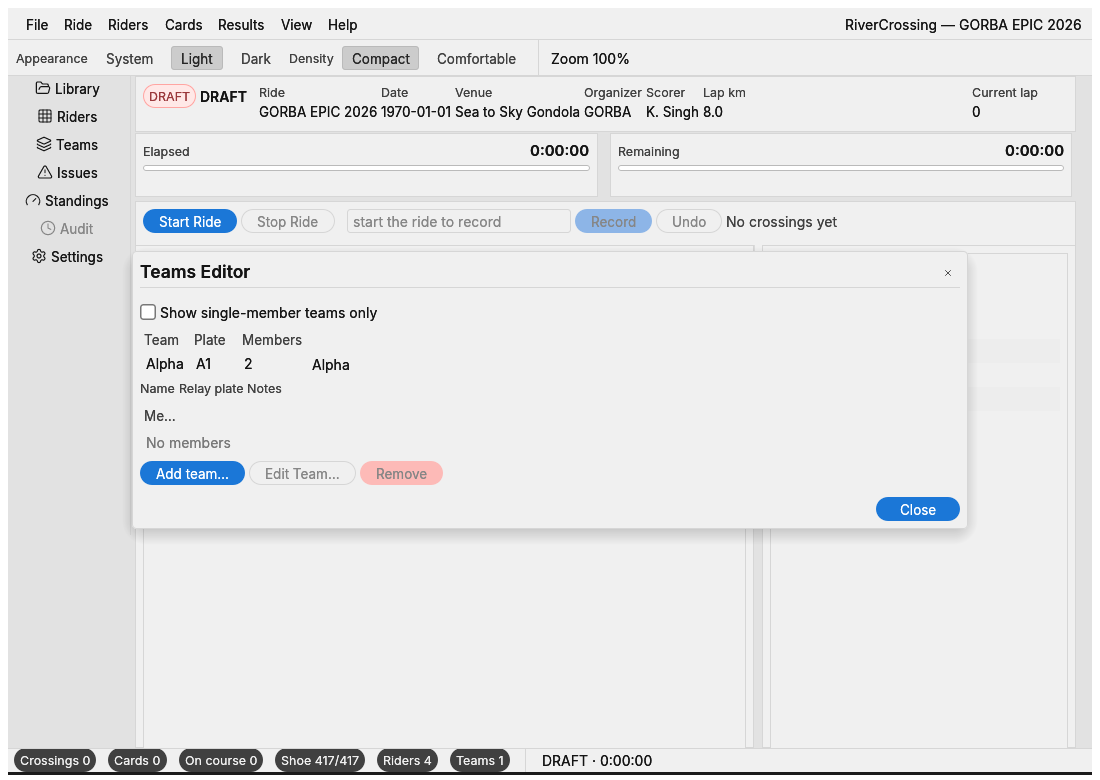 File Ride Riders Cards Results View Help RiverCrossing — GORBA EPIC 2026
Appearance System Light Dark Density Compact Comfortable Zoom 100%
Library
Riders
Teams
Issues
Standings
Audit
Settings
DRAFT DRAFT
Ride Date Venue Organizer Scorer Lap km Current lap
GORBA EPIC 2026 1970-01-01 Sea to Sky Gondola GORBA K. Singh 8.0 0
Elapsed 0:00:00 Remaining 0:00:00
Start Ride Stop Ride start the ride to record Record Undo No crossings yet
Teams Editor ×
Show single-member teams only
Team Plate Members
Alpha A1 2 Alpha
Name Relay plate Notes
Me...
No members
Add team... Edit Team... Remove
Close
Crossings 0 Cards 0 On course 0 Shoe 417/417 Riders 4 Teams 1 DRAFT · 0:00:00